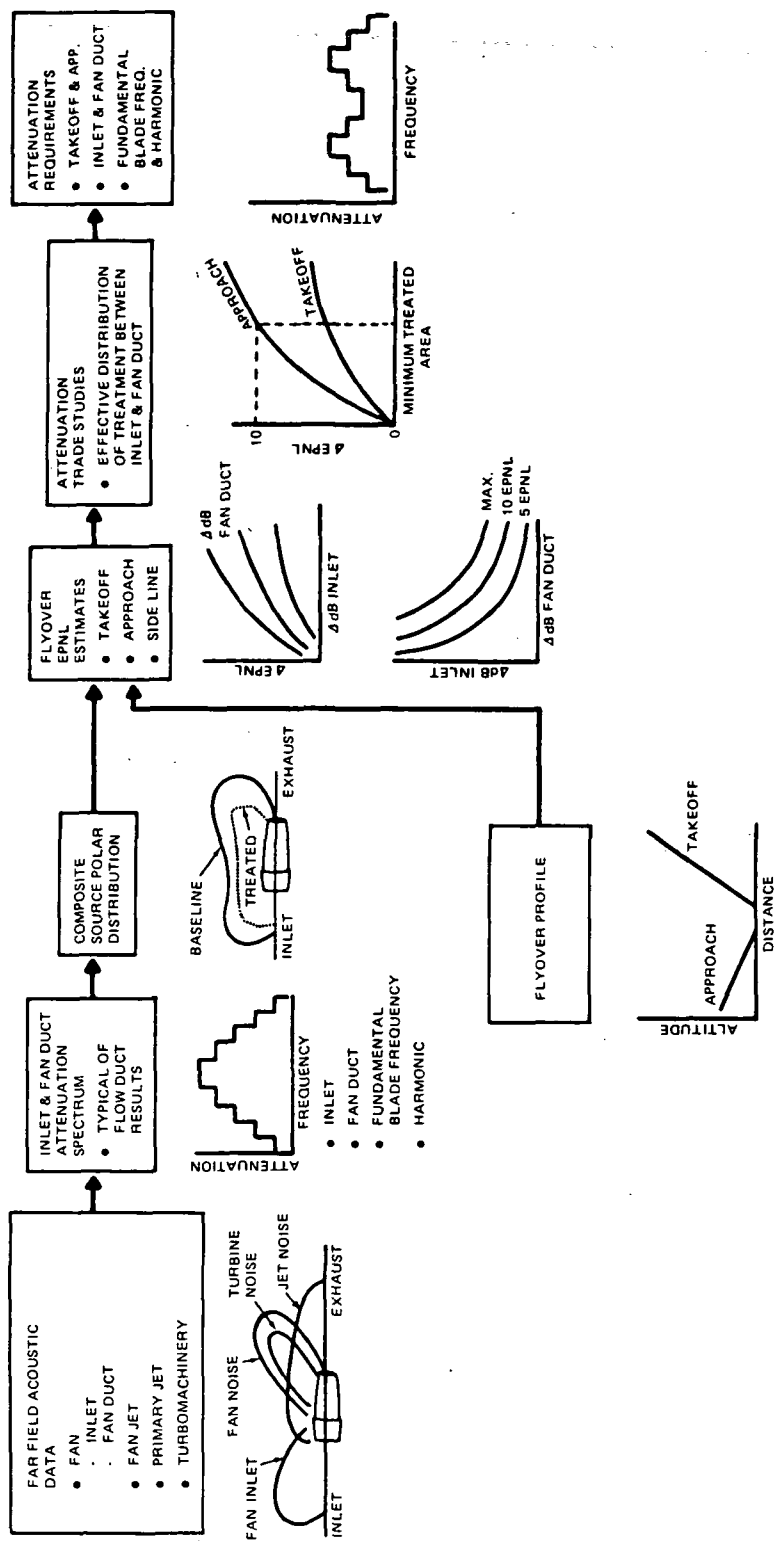 FAR FIELD ACOUSTIC
DATA
● FAN
- INLET
- FAN DUCT
● FAN JET
● PRIMARY JET
● TURBOMACHINERY
INLET & FAN DUCT
ATTENUATION
SPECTRUM
● TYPICAL OF
FLOW DUCT
RESULTS
COMPOSITE
SOURCE POLAR
DISTRIBUTION
FLYOVER
EPNL
ESTIMATES
● TAKEOFF
● APPROACH
● SIDE LINE
ATTENUATION
TRADE STUDIES
● EFFECTIVE DISTRIBUTION
OF TREATMENT BETWEEN
INLET & FAN DUCT
ATTENUATION
REQUIREMENTS
● TAKEOFF & APP.
● INLET & FAN DUCT
● FUNDAMENTAL
BLADE FREQ.
& HARMONIC
FAN INLET
FAN NOISE
TURBINE
NOISE
JET NOISE
INLET
EXHAUST
ATTENUATION
FREQUENCY
● INLET
● FAN DUCT
● FUNDAMENTAL
BLADE FREQUENCY
● HARMONIC
BASELINE
TREATED
INLET
EXHAUST
Δ EPNL
Δ dB
FAN DUCT
Δ dB INLET
ΔdB INLET
MAX.
10 EPNL
5 EPNL
Δ dB FAN DUCT
Δ EPNL
10
0
APPROACH
TAKEOFF
MINIMUM TREATED
AREA
ATTENUATION
FREQUENCY
FLYOVER PROFILE
ALTITUDE
APPROACH
TAKEOFF
DISTANCE